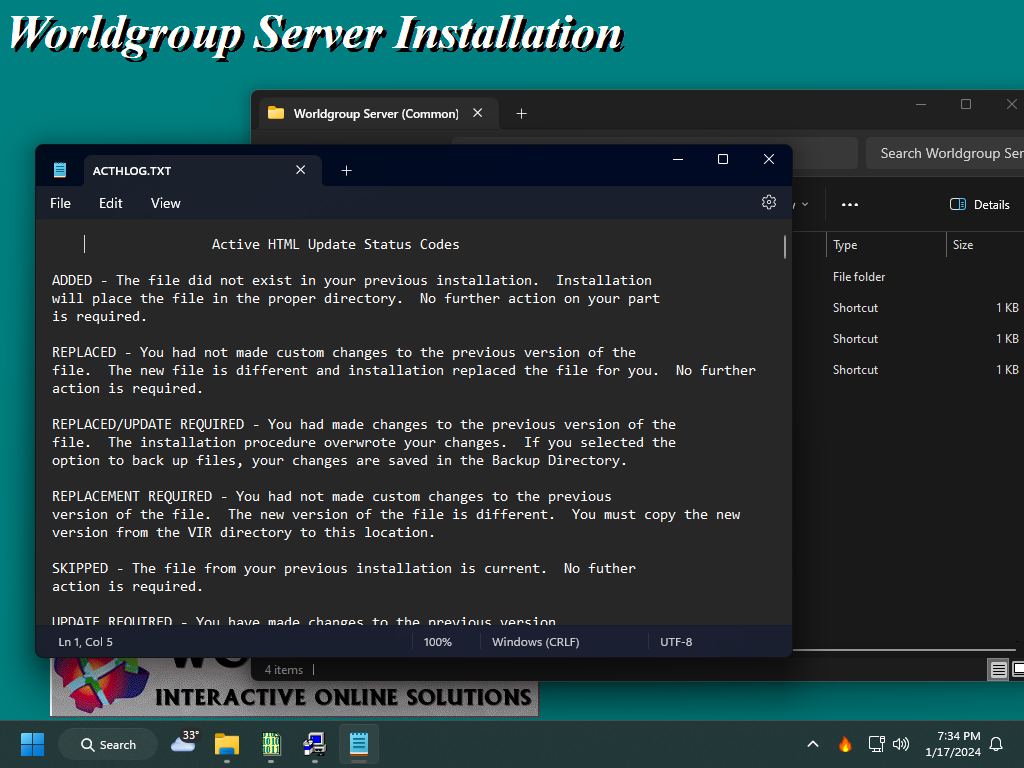 Worldgroup Server Installation
Worldgroup Server (Common)
Search Worldgroup Ser
ACTHLOG.TXT
File Edit View
Details
Type Size
File folder
Shortcut 1 KB
Shortcut 1 KB
Shortcut 1 KB
Active HTML Update Status Codes
ADDED - The file did not exist in your previous installation.  Installation
will place the file in the proper directory.  No further action on your part
is required.
REPLACED - You had not made custom changes to the previous version of the
file.  The new file is different and installation replaced the file for you.  No further
action is required.
REPLACED/UPDATE REQUIRED - You had made changes to the previous version of the
file.  The installation procedure overwrote your changes.  If you selected the
option to back up files, your changes are saved in the Backup Directory.
REPLACEMENT REQUIRED - You had not made custom changes to the previous
version of the file.  The new version of the file is different.  You must copy the new
version from the VIR directory to this location.
SKIPPED - The file from your previous installation is current.  No futher
action is required.
UPDATE REQUIRED - You have made changes to the previous version
Ln 1, Col 5 100% Windows (CRLF) UTF-8
4 items
INTERACTIVE ONLINE SOLUTIONS
Search
33°
7:34 PM
1/17/2024